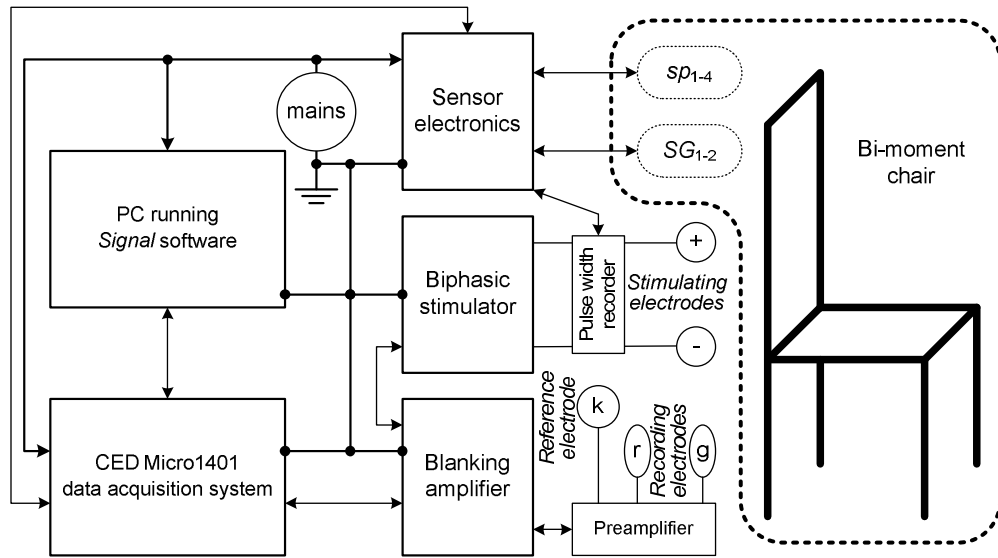 mains
Sensor
electronics
sp1-4
SG1-2
Bi-moment
chair
PC running
Signal software
Biphasic
stimulator
Pulse width
recorder
+
Stimulating
electrodes
-
Reference
electrode
k
r
Recording
electrodes
g
CED Micro1401
data acquisition system
Blanking
amplifier
Preamplifier